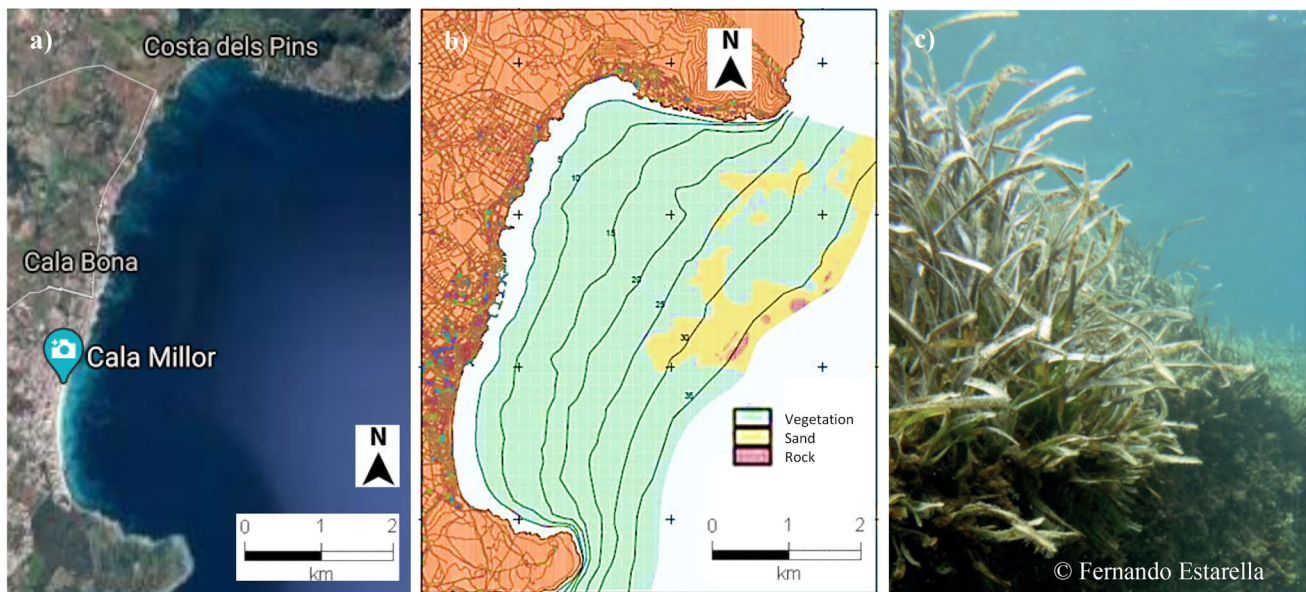 a)
Costa dels Pins
Cala Bona
Cala Millor
N
0 1 2
km
b)
N
5
10
15
20
25
30
35
Vegetation
Sand
Rock
0 1 2
km
c)
© Fernando Estarella